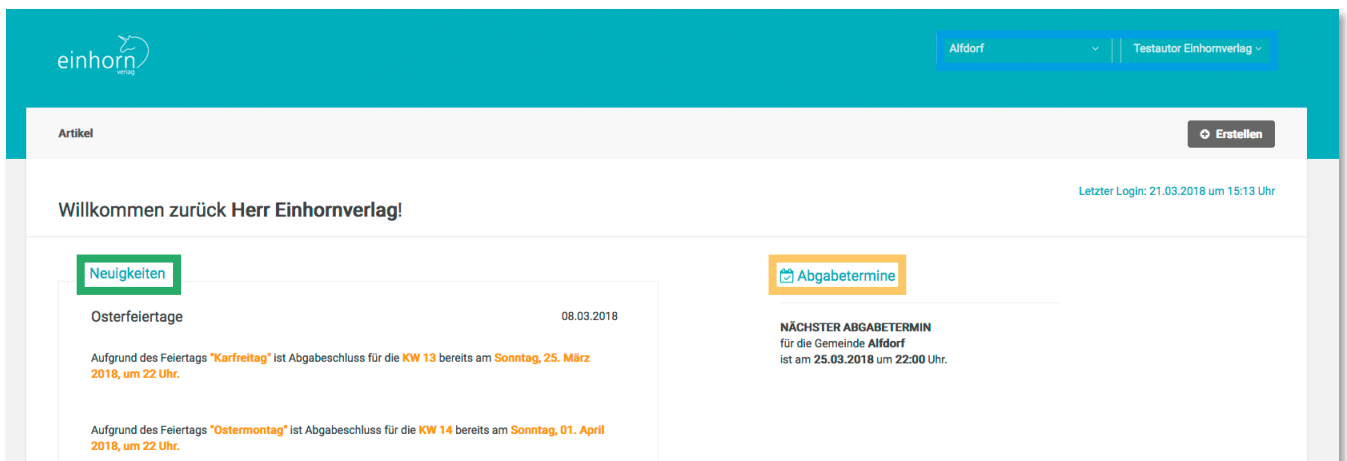 einhorn
verlag
Alfdorf
Testautor Einhornverlag
Artikel
Erstellen
Letzter Login: 21.03.2018 um 15:13 Uhr
Willkommen zurück Herr Einhornverlag!
Neuigkeiten
Osterfeiertage 08.03.2018
Aufgrund des Feiertags "Karfreitag" ist Abgabeschluss für die KW 13 bereits am Sonntag, 25. März
2018, um 22 Uhr.
Aufgrund des Feiertags "Ostermontag" ist Abgabeschluss für die KW 14 bereits am Sonntag, 01. April
2018, um 22 Uhr.
Abgabetermine
NÄCHSTER ABGABETERMIN
für die Gemeinde Alfdorf
ist am 25.03.2018 um 22:00 Uhr.